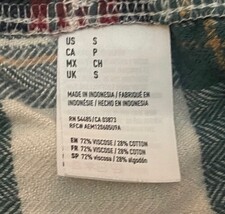 US S
CA P
MX CH
UK S
MADE IN INDONESIA / FABRIQUÉ EN
INDONÉSIE / HECHO EN INDONESIA
RN 54485/CA 03873
RFC# AEM12568509A
EN 72% VISCOSE / 28% COTTON
FR 72% VISCOSE / 28% COTON
SP 72% viscosa / 28% algodón